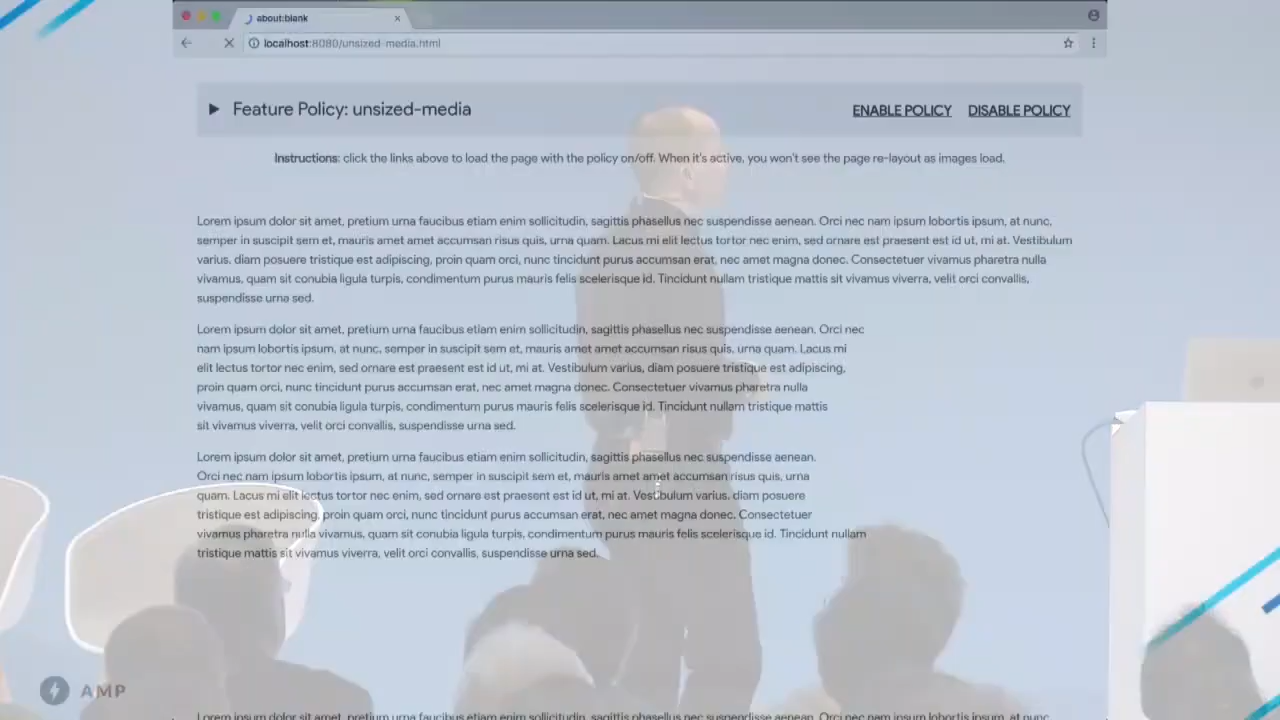 about:blank
localhost:8080/unsized-media.html
Feature Policy: unsized-media
ENABLE POLICY DISABLE POLICY
Instructions: click the links above to load the page with the policy on/off. When it's active, you won't see the page re-layout as images load.
Lorem ipsum dolor sit amet, pretium urna faucibus etiam enim sollicitudin, sagittis phasellus nec suspendisse aenean. Orci nec nam ipsum lobortis ipsum, at nunc,
semper in suscipit sem et, mauris amet amet accumsan risus quis, urna quam. Lacus mi elit lectus tortor nec enim, sed ornare est praesent est id ut, mi at. Vestibulum
varius, diam posuere tristique est adipiscing, proin quam orci, nunc tincidunt purus accumsan erat, nec amet magna donec. Consectetuer vivamus pharetra nulla
vivamus, quam sit conubia ligula turpis, condimentum purus mauris felis scelerisque id. Tincidunt nullam tristique mattis sit vivamus viverra, velit orci convallis,
suspendisse urna sed.
Lorem ipsum dolor sit amet, pretium urna faucibus etiam enim sollicitudin, sagittis phasellus nec suspendisse aenean. Orci nec
nam ipsum lobortis ipsum, at nunc, semper in suscipit sem et, mauris amet amet accumsan risus quis, urna quam. Lacus mi
elit lectus tortor nec enim, sed ornare est praesent est id ut, mi at. Vestibulum varius, diam posuere tristique est adipiscing,
proin quam orci, nunc tincidunt purus accumsan erat, nec amet magna donec. Consectetuer vivamus pharetra nulla
vivamus, quam sit conubia ligula turpis, condimentum purus mauris felis scelerisque id. Tincidunt nullam tristique mattis
sit vivamus viverra, velit orci convallis, suspendisse urna sed.
Lorem ipsum dolor sit amet, pretium urna faucibus etiam enim sollicitudin, sagittis phasellus nec suspendisse aenean.
Orci nec nam ipsum lobortis ipsum, at nunc, semper in suscipit sem et, mauris amet amet accumsan risus quis, urna
quam. Lacus mi elit lectus tortor nec enim, sed ornare est praesent est id ut, mi at. Vestibulum varius, diam posuere
tristique est adipiscing, proin quam orci, nunc tincidunt purus accumsan erat, nec amet magna donec. Consectetuer
vivamus pharetra nulla vivamus, quam sit conubia ligula turpis, condimentum purus mauris felis scelerisque id. Tincidunt nullam
tristique mattis sit vivamus viverra, velit orci convallis, suspendisse urna sed.
AMP
Lorem ipsum dolor sit amet, pretium urna faucibus etiam enim sollicitudin, sagittis phasellus nec suspendisse aenean. Orci nec nam ipsum lobortis ipsum, at nunc,